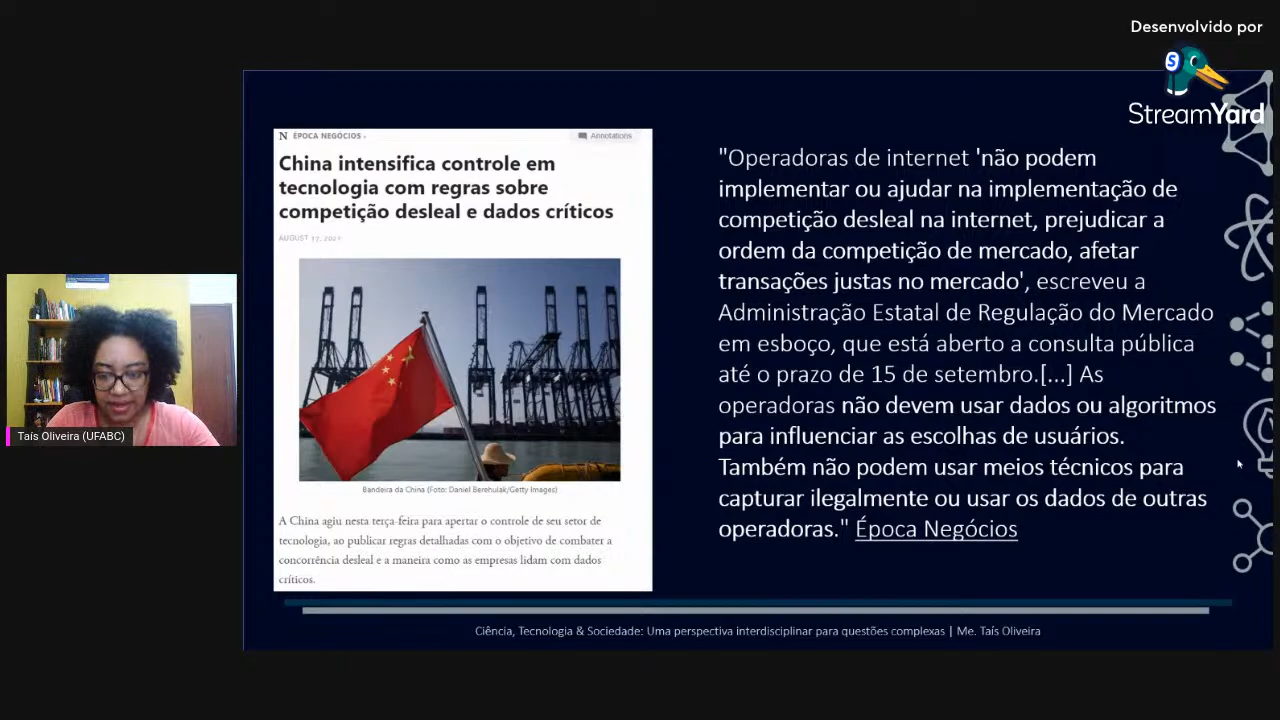 Desenvolvido por
StreamYard
N ÉPOCA NEGÓCIOS -
Annotations
China intensifica controle em
tecnologia com regras sobre
competição desleal e dados críticos
AUGUST 17, 2021
Bandeira da China (Foto: Daniel Berehulak/Getty Images)
A China agiu nesta terça-feira para apertar o controle de seu setor de
tecnologia, ao publicar regras detalhadas com o objetivo de combater a
concorrência desleal e a maneira como as empresas lidam com dados
críticos.
"Operadoras de internet 'não podem
implementar ou ajudar na implementação de
competição desleal na internet, prejudicar a
ordem da competição de mercado, afetar
transações justas no mercado', escreveu a
Administração Estatal de Regulação do Mercado
em esboço, que está aberto a consulta pública
até o prazo de 15 de setembro.[...] As
operadoras não devem usar dados ou algoritmos
para influenciar as escolhas de usuários.
Também não podem usar meios técnicos para
capturar ilegalmente ou usar os dados de outras
operadoras." Época Negócios
Taís Oliveira (UFABC)
Ciência, Tecnologia & Sociedade: Uma perspectiva interdisciplinar para questões complexas | Me. Taís Oliveira